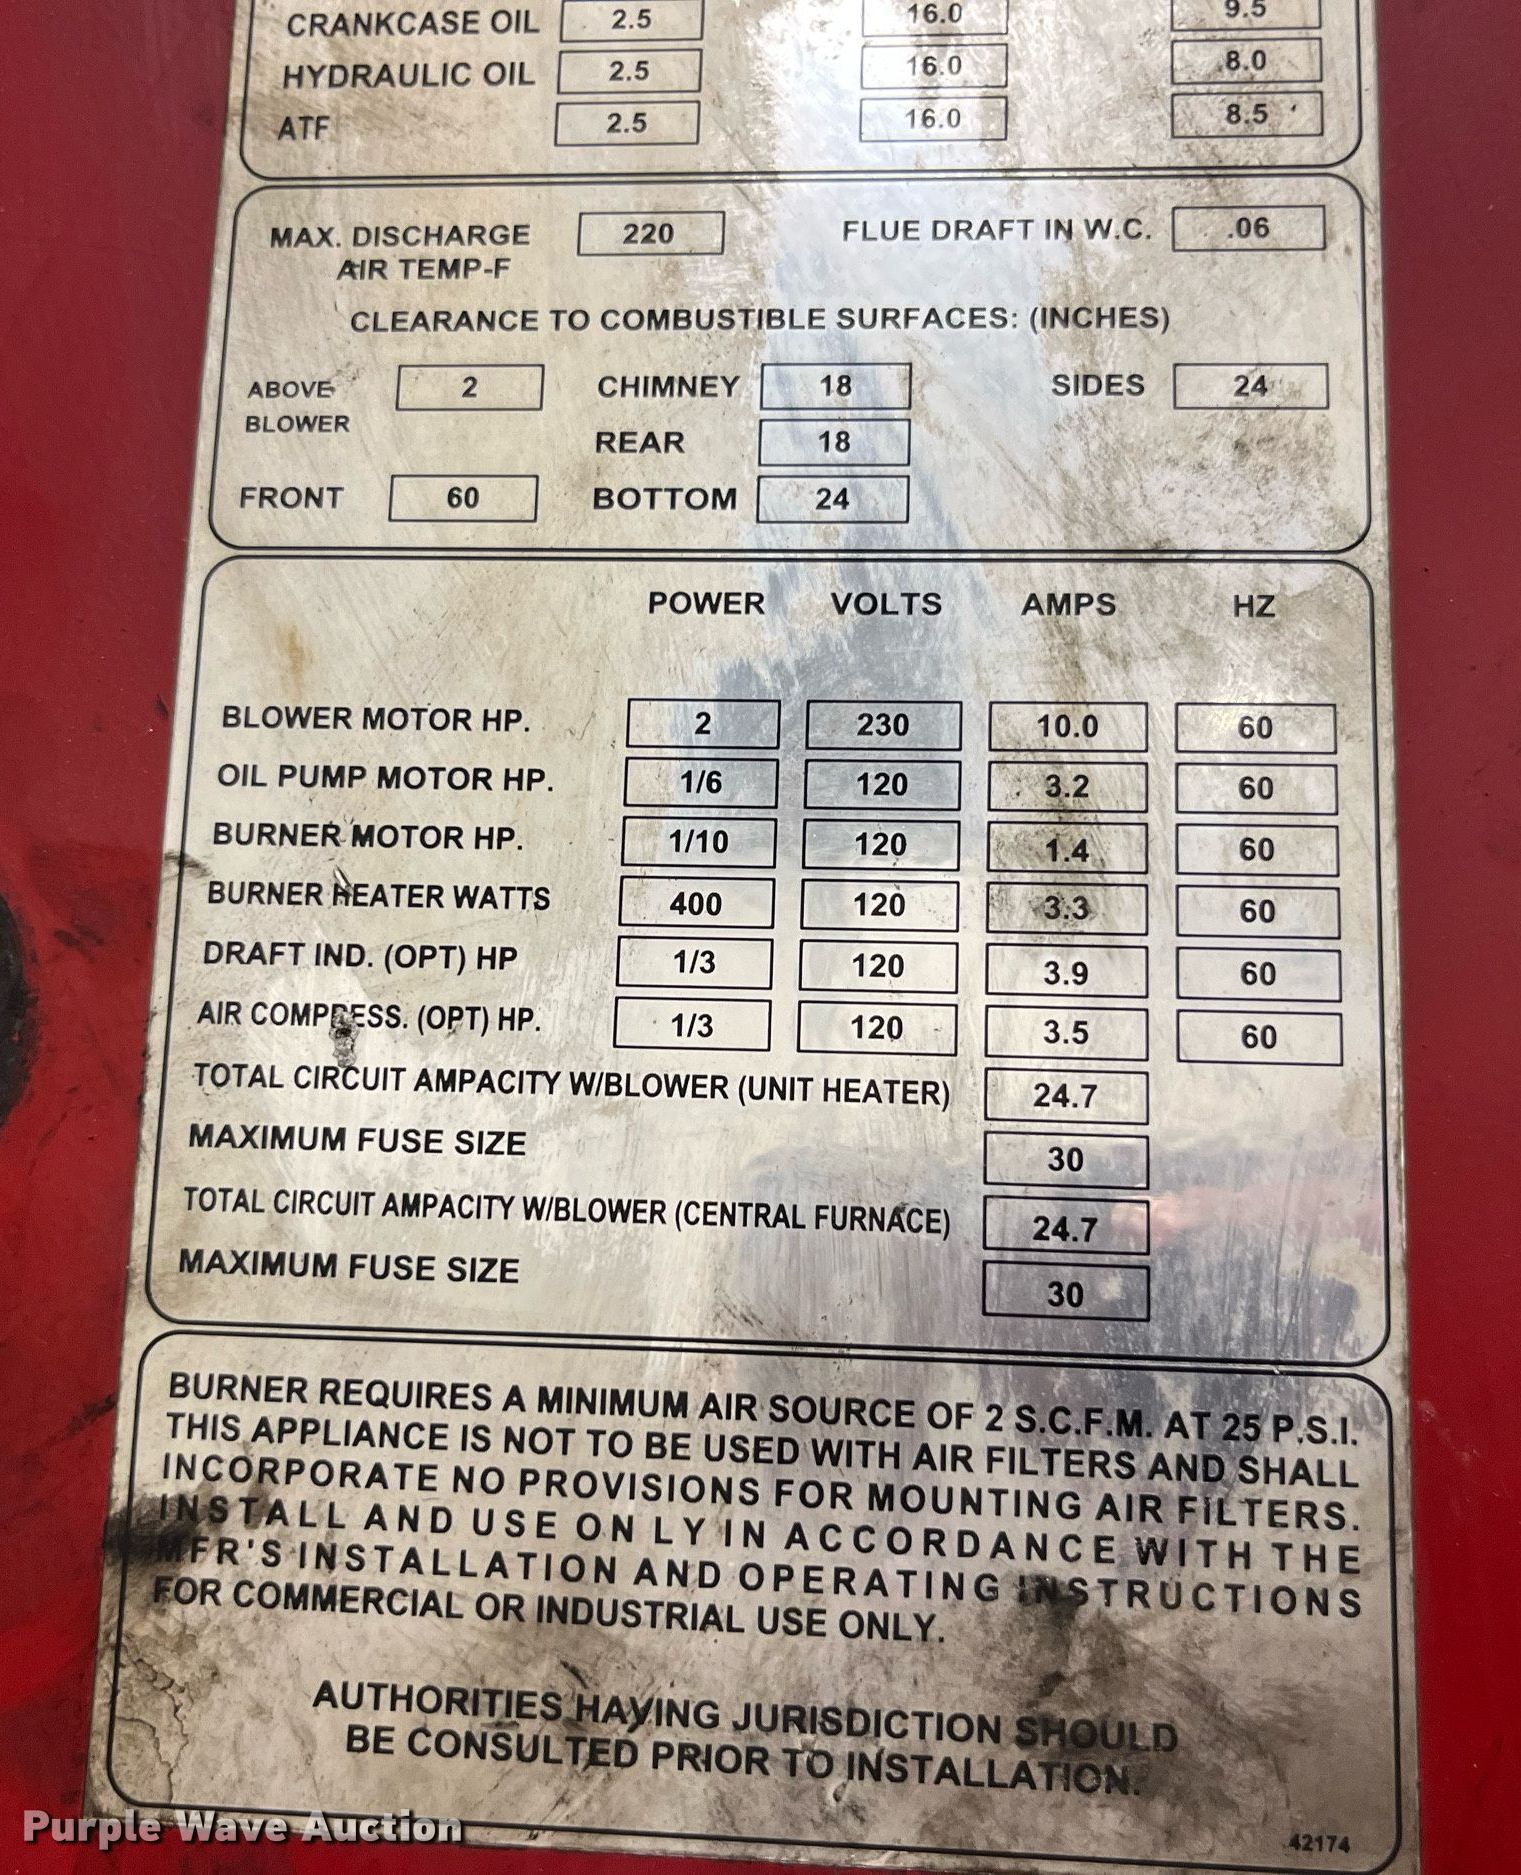 CRANKCASE OIL 2.5 16.0 9.5
HYDRAULIC OIL 2.5 16.0 8.0
ATF 2.5 16.0 8.5
MAX. DISCHARGE 220 FLUE DRAFT IN W.C. .06
AIR TEMP-F
CLEARANCE TO COMBUSTIBLE SURFACES: (INCHES)
ABOVE 2 CHIMNEY 18 SIDES 24
BLOWER
REAR 18
FRONT 60 BOTTOM 24
POWER VOLTS AMPS HZ
BLOWER MOTOR HP. 2 230 10.0 60
OIL PUMP MOTOR HP. 1/6 120 3.2 60
BURNER MOTOR HP. 1/10 120 1.4 60
BURNER HEATER WATTS 400 120 3.3 60
DRAFT IND. (OPT) HP 1/3 120 3.9 60
AIR COMPRESS. (OPT) HP. 1/3 120 3.5 60
TOTAL CIRCUIT AMPACITY W/BLOWER (UNIT HEATER) 24.7
MAXIMUM FUSE SIZE 30
TOTAL CIRCUIT AMPACITY W/BLOWER (CENTRAL FURNACE) 24.7
MAXIMUM FUSE SIZE 30
BURNER REQUIRES A MINIMUM AIR SOURCE OF 2 S.C.F.M. AT 25 P.S.I.
THIS APPLIANCE IS NOT TO BE USED WITH AIR FILTERS AND SHALL
INCORPORATE NO PROVISIONS FOR MOUNTING AIR FILTERS.
INSTALL AND USE ONLY IN ACCORDANCE WITH THE
MFR'S INSTALLATION AND OPERATING INSTRUCTIONS
FOR COMMERCIAL OR INDUSTRIAL USE ONLY.
AUTHORITIES HAVING JURISDICTION SHOULD
BE CONSULTED PRIOR TO INSTALLATION.
Purple Wave Auction
42174